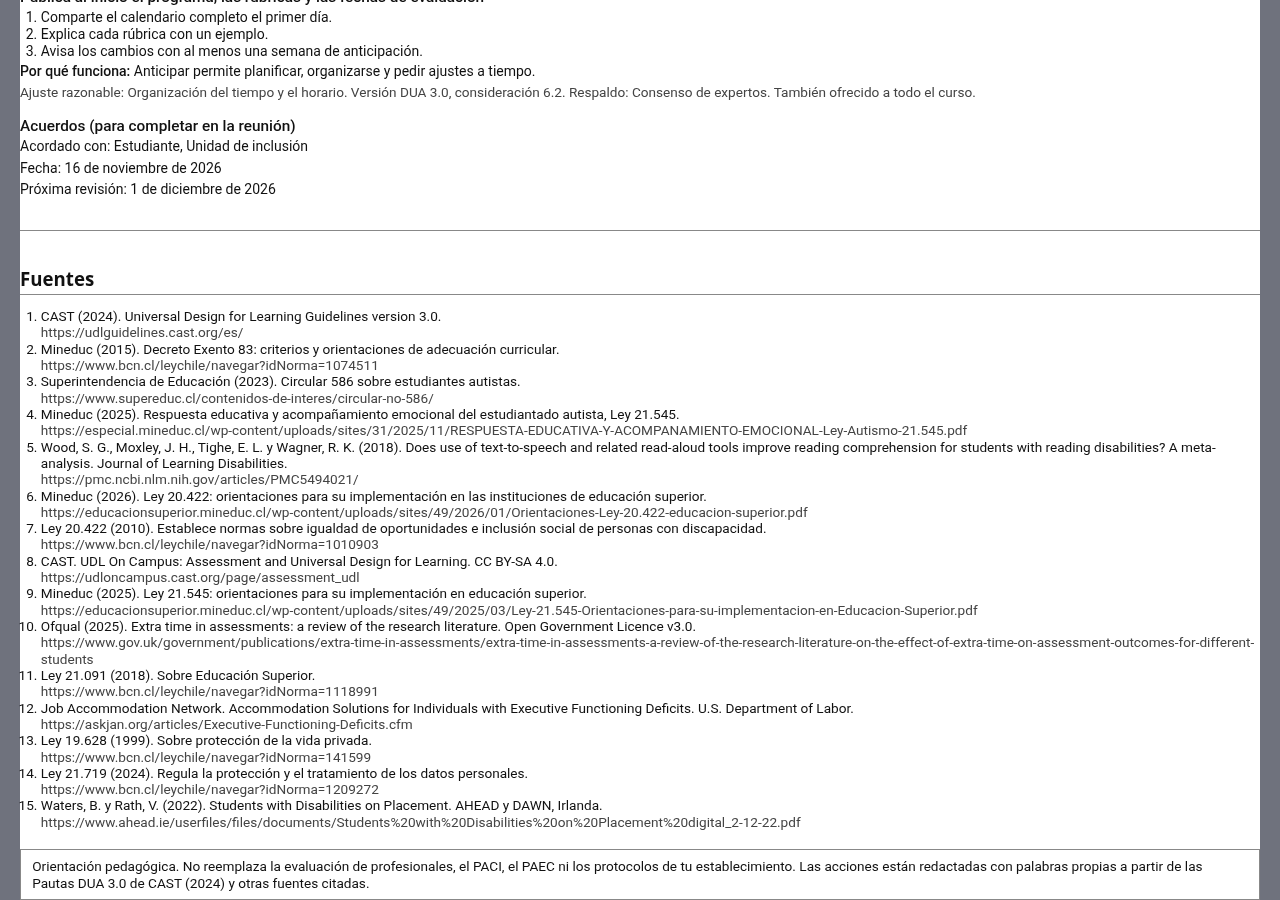 Publica al inicio el programa, las rúbricas y las fechas de evaluación
1. Comparte el calendario completo el primer día.
2. Explica cada rúbrica con un ejemplo.
3. Avisa los cambios con al menos una semana de anticipación.
Por qué funciona: Anticipar permite planificar, organizarse y pedir ajustes a tiempo.
Ajuste razonable: Organización del tiempo y el horario. Versión DUA 3.0, consideración 6.2. Respaldo: Consenso de expertos. También ofrecido a todo el curso.
Acuerdos (para completar en la reunión)
Acordado con: Estudiante, Unidad de inclusión
Fecha: 16 de noviembre de 2026
Próxima revisión: 1 de diciembre de 2026
Fuentes
1. CAST (2024). Universal Design for Learning Guidelines version 3.0.
https://udlguidelines.cast.org/es/
2. Mineduc (2015). Decreto Exento 83: criterios y orientaciones de adecuación curricular.
https://www.bcn.cl/leychile/navegar?idNorma=1074511
3. Superintendencia de Educación (2023). Circular 586 sobre estudiantes autistas.
https://www.supereduc.cl/contenidos-de-interes/circular-no-586/
4. Mineduc (2025). Respuesta educativa y acompañamiento emocional del estudiantado autista, Ley 21.545.
https://especial.mineduc.cl/wp-content/uploads/sites/31/2025/11/RESPUESTA-EDUCATIVA-Y-ACOMPANAMIENTO-EMOCIONAL-Ley-Autismo-21.545.pdf
5. Wood, S. G., Moxley, J. H., Tighe, E. L. y Wagner, R. K. (2018). Does use of text-to-speech and related read-aloud tools improve reading comprehension for students with reading disabilities? A meta-
analysis. Journal of Learning Disabilities.
https://pmc.ncbi.nlm.nih.gov/articles/PMC5494021/
6. Mineduc (2026). Ley 20.422: orientaciones para su implementación en las instituciones de educación superior.
https://educacionsuperior.mineduc.cl/wp-content/uploads/sites/49/2026/01/Orientaciones-Ley-20.422-educacion-superior.pdf
7. Ley 20.422 (2010). Establece normas sobre igualdad de oportunidades e inclusión social de personas con discapacidad.
https://www.bcn.cl/leychile/navegar?idNorma=1010903
8. CAST. UDL On Campus: Assessment and Universal Design for Learning. CC BY-SA 4.0.
https://udloncampus.cast.org/page/assessment_udl
9. Mineduc (2025). Ley 21.545: orientaciones para su implementación en educación superior.
https://educacionsuperior.mineduc.cl/wp-content/uploads/sites/49/2025/03/Ley-21.545-Orientaciones-para-su-implementacion-en-Educacion-Superior.pdf
10. Ofqual (2025). Extra time in assessments: a review of the research literature. Open Government Licence v3.0.
https://www.gov.uk/government/publications/extra-time-in-assessments/extra-time-in-assessments-a-review-of-the-research-literature-on-the-effect-of-extra-time-on-assessment-outcomes-for-different-
students
11. Ley 21.091 (2018). Sobre Educación Superior.
https://www.bcn.cl/leychile/navegar?idNorma=1118991
12. Job Accommodation Network. Accommodation Solutions for Individuals with Executive Functioning Deficits. U.S. Department of Labor.
https://askjan.org/articles/Executive-Functioning-Deficits.cfm
13. Ley 19.628 (1999). Sobre protección de la vida privada.
https://www.bcn.cl/leychile/navegar?idNorma=141599
14. Ley 21.719 (2024). Regula la protección y el tratamiento de los datos personales.
https://www.bcn.cl/leychile/navegar?idNorma=1209272
15. Waters, B. y Rath, V. (2022). Students with Disabilities on Placement. AHEAD y DAWN, Irlanda.
https://www.ahead.ie/userfiles/files/documents/Students%20with%20Disabilities%20on%20Placement%20digital_2-12-22.pdf
Orientación pedagógica. No reemplaza la evaluación de profesionales, el PACI, el PAEC ni los protocolos de tu establecimiento. Las acciones están redactadas con palabras propias a partir de las
Pautas DUA 3.0 de CAST (2024) y otras fuentes citadas.